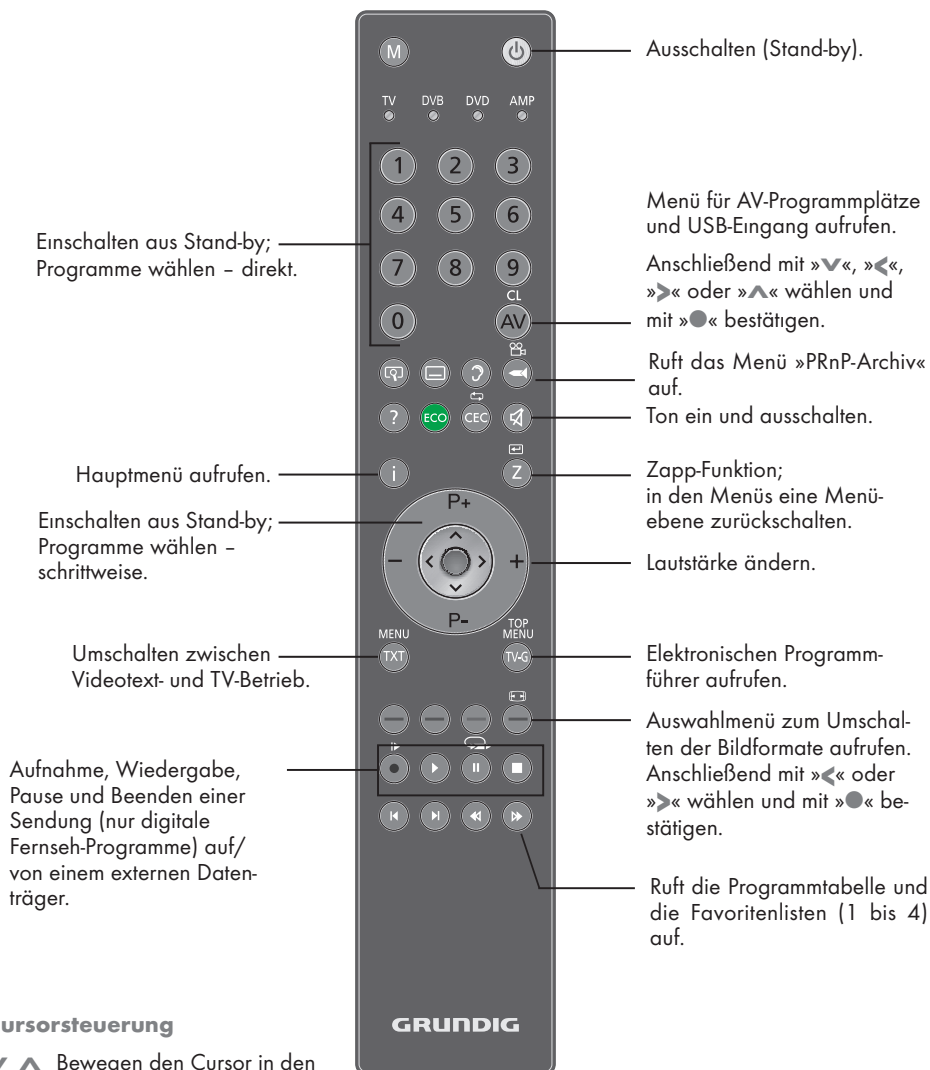 M
Ausschalten (Stand-by).
TV DVB DVD AMP
1 2 3
4 5 6
7 8 9
CL
0 AV
Einschalten aus Stand-by;
Programme wählen – direkt.
Menü für AV-Programmplätze
und USB-Eingang aufrufen.
Anschließend mit »∨«, »<«,
»>« oder »∧« wählen und
mit »●« bestätigen.
Ruft das Menü »PRnP-Archiv«
auf.
? ECO CEC
Ton ein und ausschalten.
Hauptmenü aufrufen.
i Z
Zapp-Funktion;
in den Menüs eine Menü-
ebene zurückschalten.
Einschalten aus Stand-by;
Programme wählen –
schrittweise.
P+
– +
P-
Lautstärke ändern.
MENU TOP
MENU
TXT TV-G
Umschalten zwischen
Videotext- und TV-Betrieb.
Elektronischen Programm-
führer aufrufen.
Auswahlmenü zum Umschal-
ten der Bildformate aufrufen.
Anschließend mit »<« oder
»>« wählen und mit »●« be-
stätigen.
Aufnahme, Wiedergabe,
Pause und Beenden einer
Sendung (nur digitale
Fernseh-Programme) auf/
von einem externen Daten-
träger.
Ruft die Programmtabelle und
die Favoritenlisten (1 bis 4)
auf.
GRUNDIG
ursorsteuerung
∨ ∧ Bewegen den Cursor in den